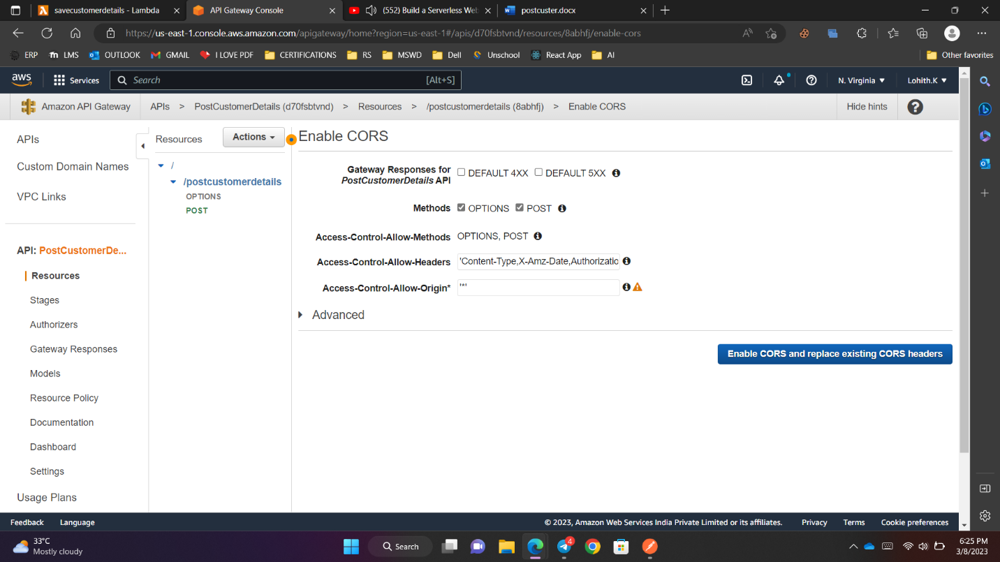 savecustomerdetails - Lambda
API Gateway Console
(552) Build a Serverless Web
postcuster.docx
https://us-east-1.console.aws.amazon.com/apigateway/home?region=us-east-1#/apis/d70fsbtvnd/resources/8abhfj/enable-cors
ERP LMS OUTLOOK GMAIL I LOVE PDF CERTIFICATIONS RS MSWD Dell Unschool React App AI Other favorites
aws Services Search [Alt+S] N. Virginia Lohith.K
Amazon API Gateway APIs > PostCustomerDetails (d70fsbtvnd) > Resources > /postcustomerdetails (8abhfj) > Enable CORS Hide hints
APIs
Custom Domain Names
VPC Links
API: PostCustomerDe...
Resources
Stages
Authorizers
Gateway Responses
Models
Resource Policy
Documentation
Dashboard
Settings
Usage Plans
Resources Actions
/
/postcustomerdetails
OPTIONS
POST
Enable CORS
Gateway Responses for
PostCustomerDetails API
DEFAULT 4XX DEFAULT 5XX
Methods OPTIONS POST
Access-Control-Allow-Methods OPTIONS, POST
Access-Control-Allow-Headers 'Content-Type,X-Amz-Date,Authorizatio
Access-Control-Allow-Origin* '*'
Advanced
Enable CORS and replace existing CORS headers
Feedback Language © 2023, Amazon Web Services India Private Limited or its affiliates. Privacy Terms Cookie preferences
33°C
Mostly cloudy
Search
4
6:25 PM
3/8/2023